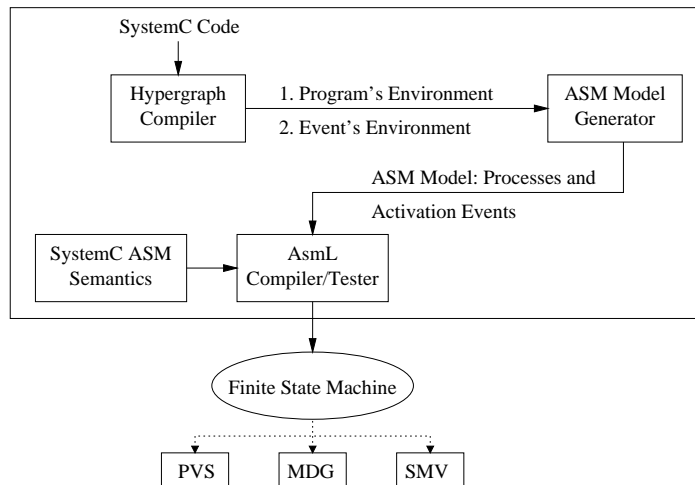 SystemC Code
Hypergraph
Compiler
1. Program's Environment
2. Event's Environment
ASM Model
Generator
ASM Model: Processes and
Activation Events
SystemC ASM
Semantics
AsmL
Compiler/Tester
Finite State Machine
PVS
MDG
SMV